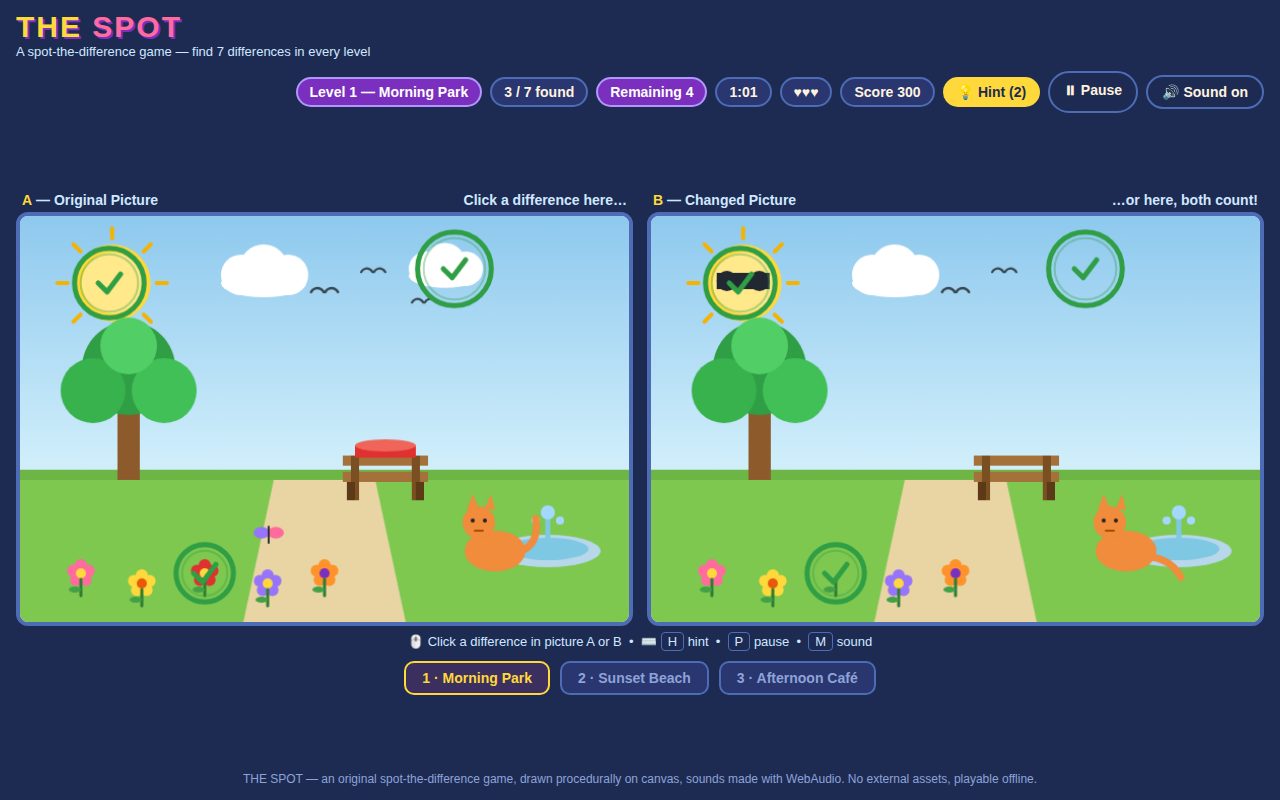 THE SPOT
A spot-the-difference game — find 7 differences in every level
Level 1 — Morning Park
3 / 7 found
Remaining 4
1:01
♥♥♥
Score 300
💡 Hint (2)
⏸ Pause
🔊 Sound on
A — Original Picture
Click a difference here…
B — Changed Picture
…or here, both count!
🖱️ Click a difference in picture A or B • ⌨️ H hint • P pause • M sound
1 · Morning Park
2 · Sunset Beach
3 · Afternoon Café
THE SPOT — an original spot-the-difference game, drawn procedurally on canvas, sounds made with WebAudio. No external assets, playable offline.